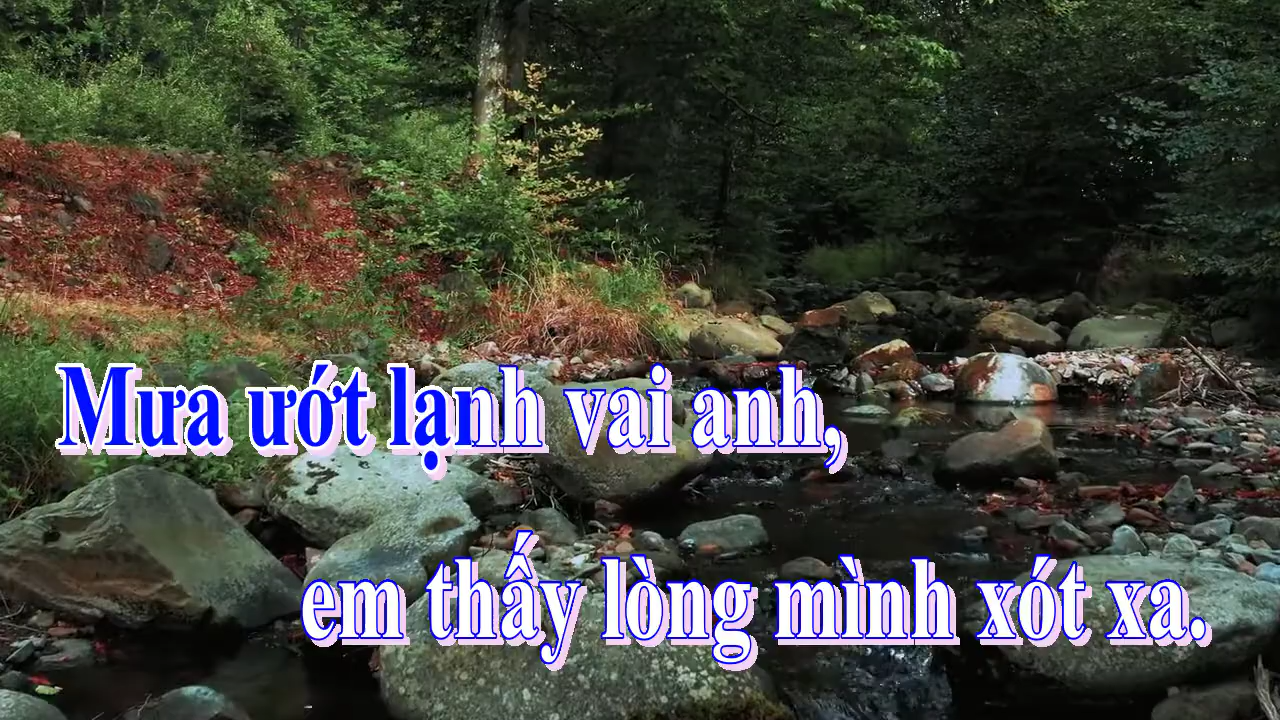 Mưa ướt lạnh vai anh,
em thấy lòng mình xót xa.